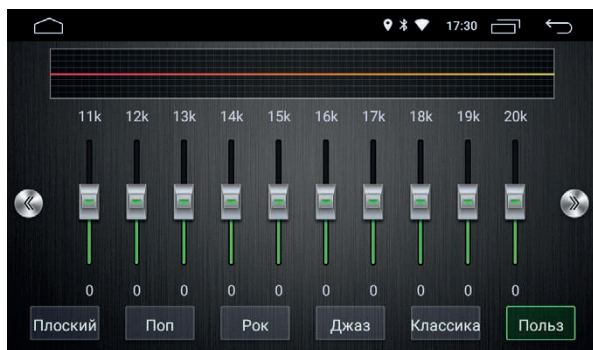 17:30
11k 12k 13k 14k 15k 16k 17k 18k 19k 20k
0 0 0 0 0 0 0 0 0 0
Плоский Поп Рок Джаз Классика Польз